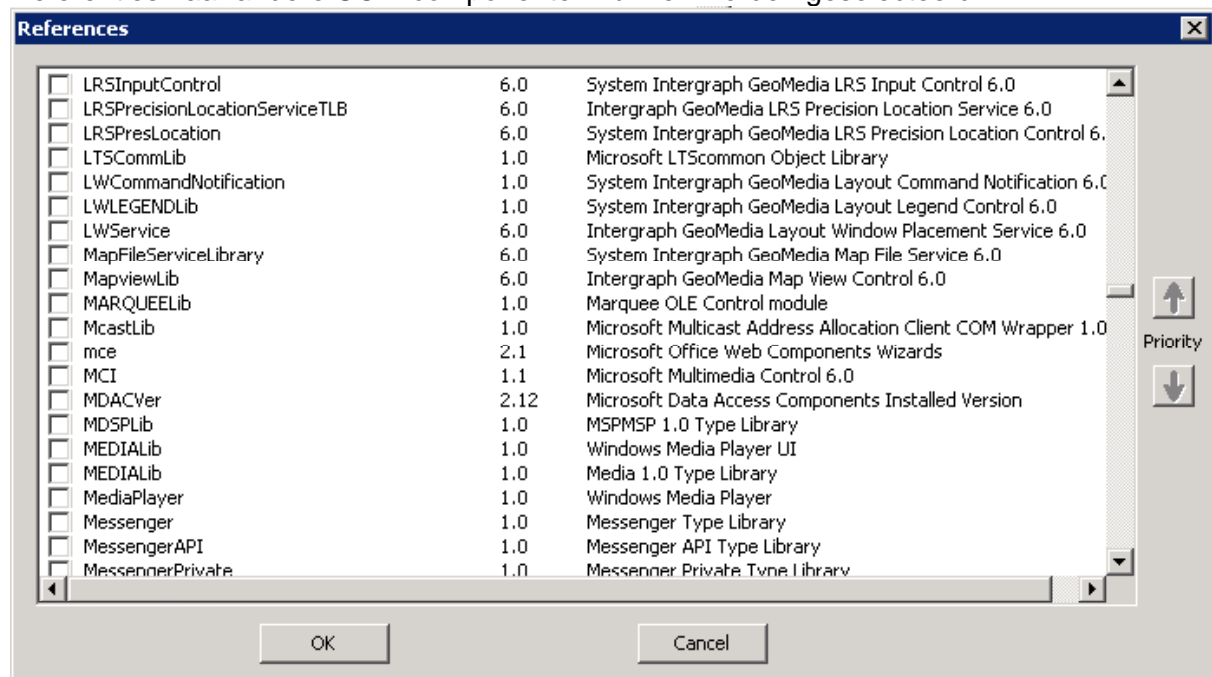 References
LRSInputControl 6.0 System Intergraph GeoMedia LRS Input Control 6.0
LRSPrecisionLocationServiceTLB 6.0 Intergraph GeoMedia LRS Precision Location Service 6.0
LRSPresLocation 6.0 System Intergraph GeoMedia LRS Precision Location Control 6.
LTSCommLib 1.0 Microsoft LTScommon Object Library
LWCommandNotification 1.0 System Intergraph GeoMedia Layout Command Notification 6.0
LWLEGENDLib 1.0 System Intergraph GeoMedia Layout Legend Control 6.0
LWService 6.0 Intergraph GeoMedia Layout Window Placement Service 6.0
MapFileServiceLibrary 6.0 System Intergraph GeoMedia Map File Service 6.0
MapviewLib 6.0 Intergraph GeoMedia Map View Control 6.0
MARQUEELib 1.0 Marquee OLE Control module
McastLib 1.0 Microsoft Multicast Address Allocation Client COM Wrapper 1.0
mce 2.1 Microsoft Office Web Components Wizards
MCI 1.1 Microsoft Multimedia Control 6.0
MDACVer 2.12 Microsoft Data Access Components Installed Version
MDSPLib 1.0 MSPMSP 1.0 Type Library
MEDIALib 1.0 Windows Media Player UI
MEDIALib 1.0 Media 1.0 Type Library
MediaPlayer 1.0 Windows Media Player
Messenger 1.0 Messenger Type Library
MessengerAPI 1.0 Messenger API Type Library
MessengerPrivate 1.0 Messenger Private Type Library
Priority
OK Cancel